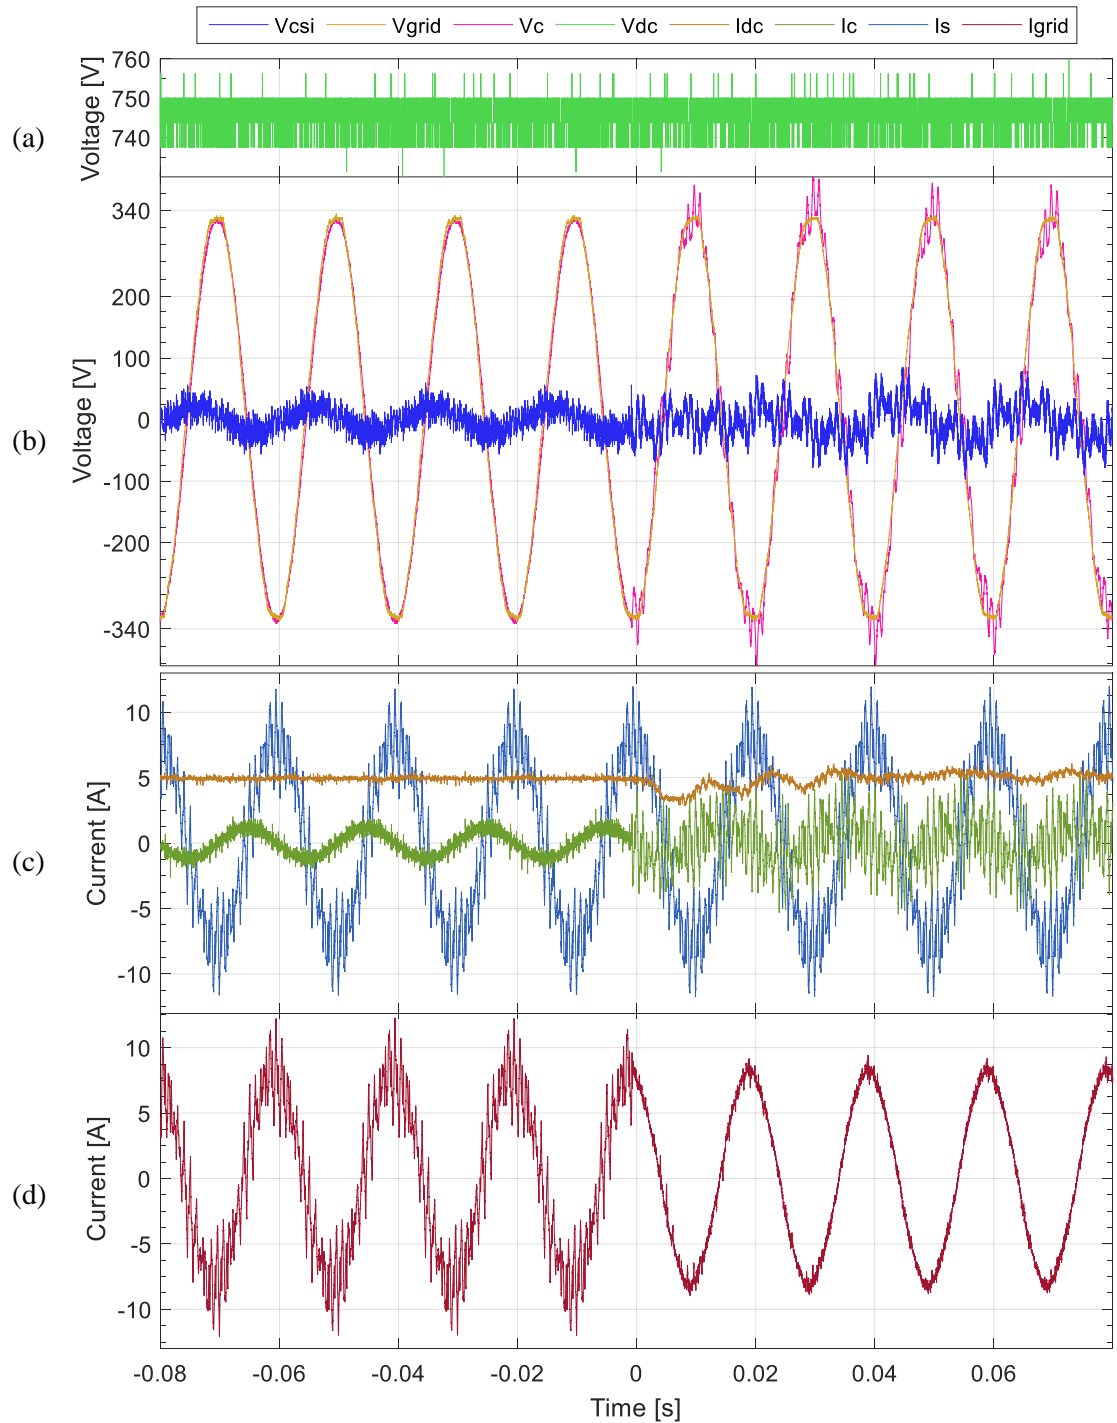 Vcsi Vgrid Vc Vdc Idc Ic Is Igrid
(a)
Voltage [V]
760
750
740
(b)
Voltage [V]
340
200
100
0
-100
-200
-340
(c)
Current [A]
10
5
0
-5
-10
(d)
Current [A]
10
5
0
-5
-10
-0.08 -0.06 -0.04 -0.02 0 0.02 0.04 0.06
Time [s]